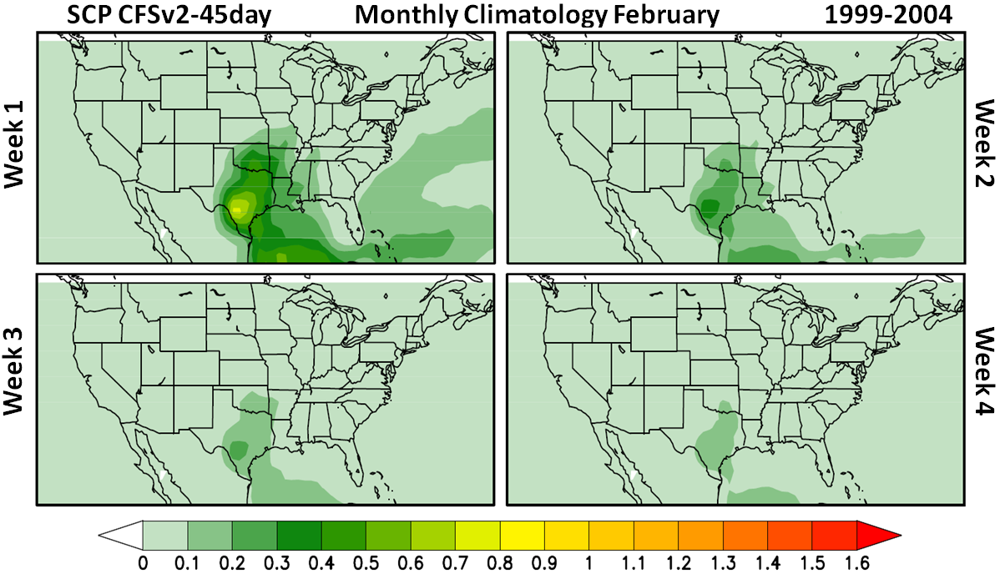 SCP CFSv2-45day Monthly Climatology February 1999-2004
Week 1
Week 2
Week 3
Week 4
0 0.1 0.2 0.3 0.4 0.5 0.6 0.7 0.8 0.9 1 1.1 1.2 1.3 1.4 1.5 1.6